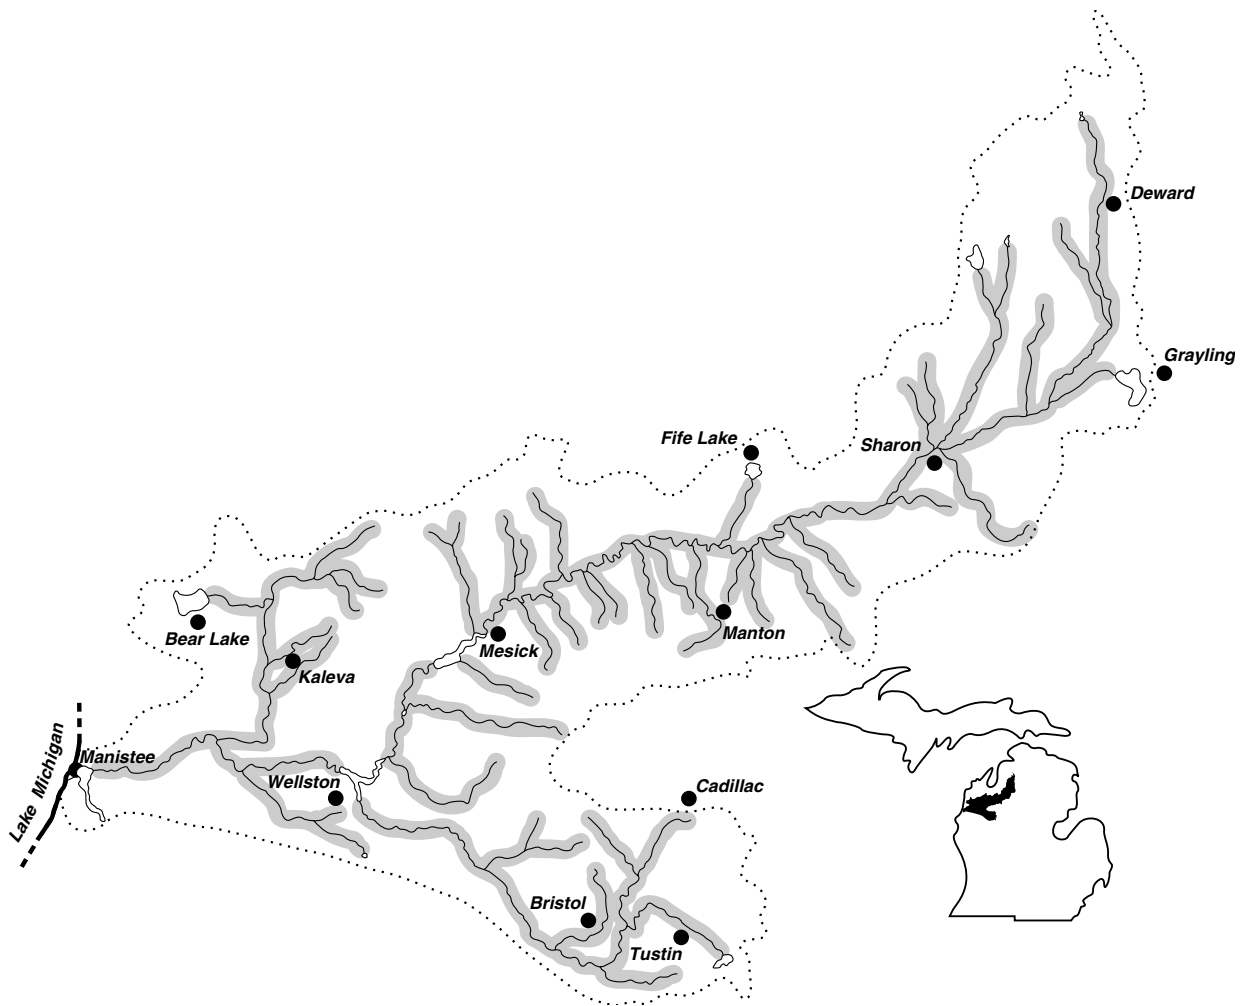 Deward
Grayling
Fife Lake
Sharon
Bear Lake
Manton
Mesick
Kaleva
Lake Michigan
Manistee
Wellston
Cadillac
Bristol
Tustin